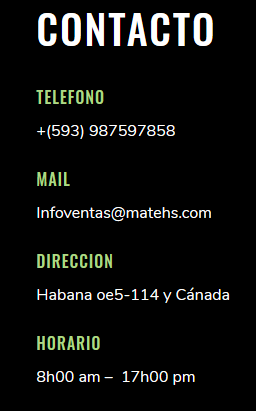 CONTACTO
TELEFONO
+(593) 987597858
MAIL
Infoventas@matehs.com
DIRECCION
Habana oe5-114 y Cánada
HORARIO
8h00 am – 17h00 pm